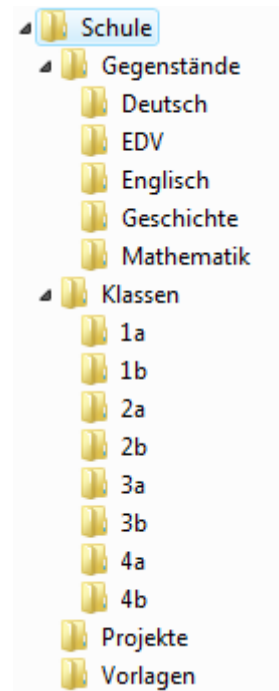 Schule
Gegenstände
Deutsch
EDV
Englisch
Geschichte
Mathematik
Klassen
1a
1b
2a
2b
3a
3b
4a
4b
Projekte
Vorlagen